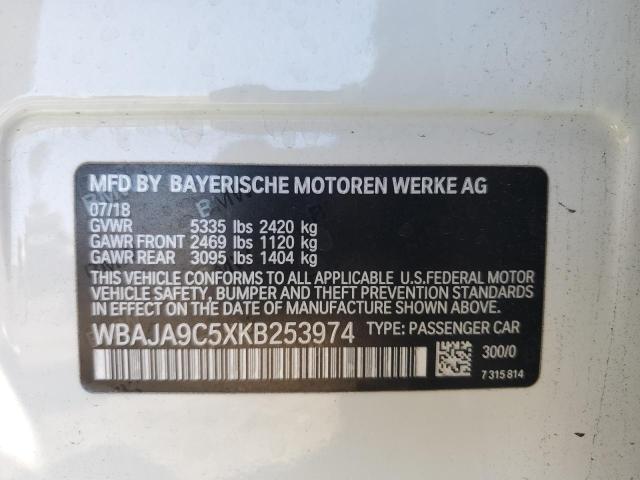 MFD BY BAYERISCHE MOTOREN WERKE AG
07/18
GVWR 5335 lbs 2420 kg
GAWR FRONT 2469 lbs 1120 kg
GAWR REAR 3095 lbs 1404 kg
THIS VEHICLE CONFORMS TO ALL APPLICABLE U.S.FEDERAL MOTOR
VEHICLE SAFETY, BUMPER AND THEFT PREVENTION STANDARDS
IN EFFECT ON THE DATE OF MANUFACTURE SHOWN ABOVE.
WBAJA9C5XKB253974 TYPE: PASSENGER CAR
300/0
7 315 814